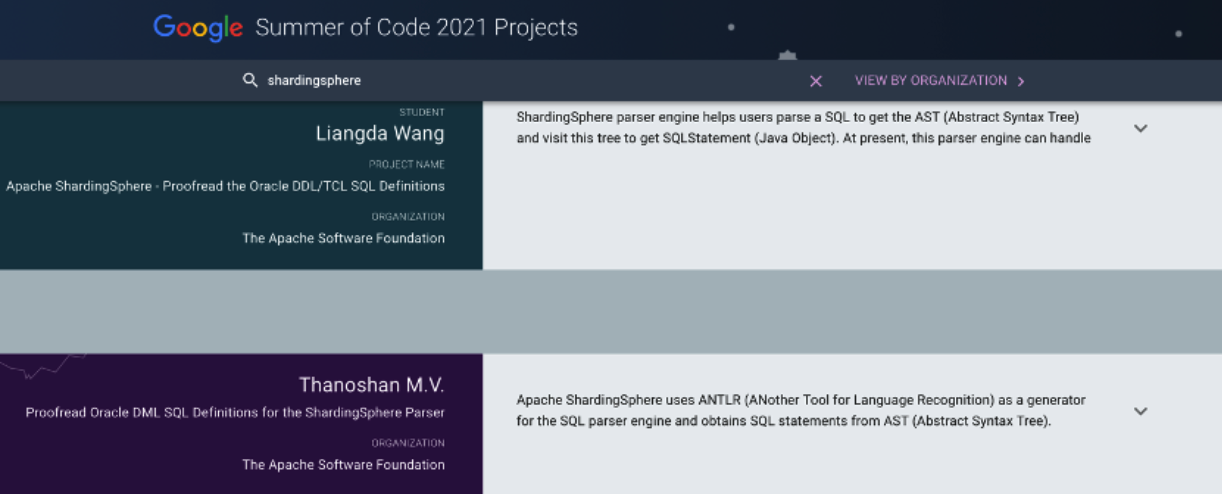 Google Summer of Code 2021 Projects
shardingsphere
VIEW BY ORGANIZATION
STUDENT
Liangda Wang
PROJECT NAME
Apache ShardingSphere - Proofread the Oracle DDL/TCL SQL Definitions
ORGANIZATION
The Apache Software Foundation
ShardingSphere parser engine helps users parse a SQL to get the AST (Abstract Syntax Tree)
and visit this tree to get SQLStatement (Java Object). At present, this parser engine can handle
Thanoshan M.V.
Proofread Oracle DML SQL Definitions for the ShardingSphere Parser
ORGANIZATION
The Apache Software Foundation
Apache ShardingSphere uses ANTLR (ANother Tool for Language Recognition) as a generator
for the SQL parser engine and obtains SQL statements from AST (Abstract Syntax Tree).